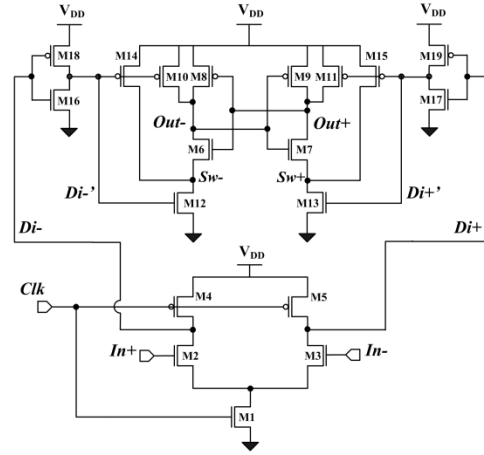 VDD VDD VDD
M18 M14 M15 M19
M10 M8 M9 M11
M16 M17
Out- Out+
M6 M7
Sw- Sw+
Di-' M12 M13 Di+'
Di- Di+
VDD
Clk
M4 M5
In+ M2 M3 In-
M1